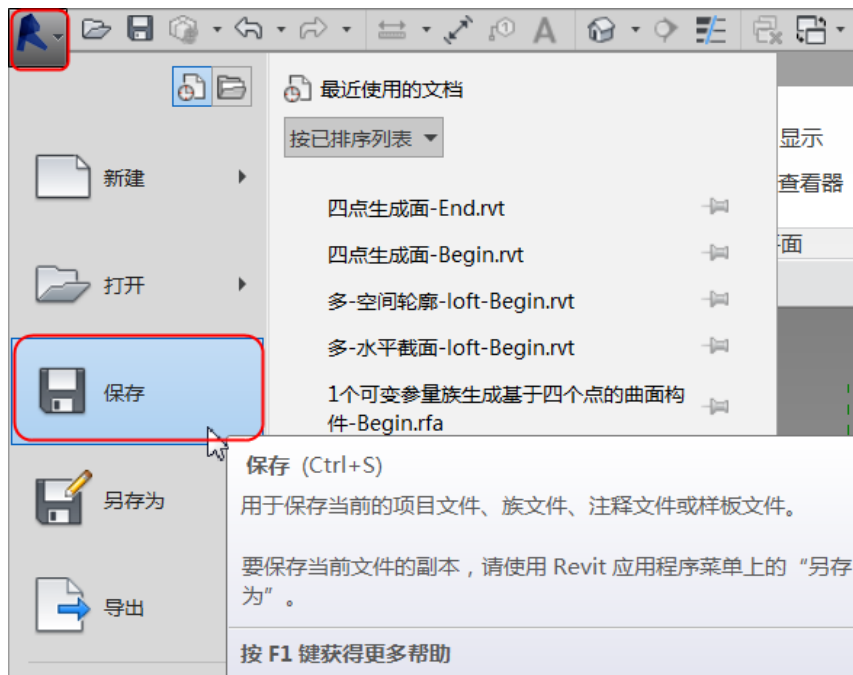 最近使用的文档
按已排序列表
显示
新建
查看器
四点生成面-End.rvt
面
四点生成面-Begin.rvt
打开
多-空间轮廓-loft-Begin.rvt
多-水平截面-loft-Begin.rvt
保存
1个可变参量族生成基于四个点的曲面构
件-Begin.rfa
保存 (Ctrl+S)
另存为
用于保存当前的项目文件、族文件、注释文件或样板文件。
要保存当前文件的副本，请使用 Revit 应用程序菜单上的“另存
为”。
导出
按 F1 键获得更多帮助